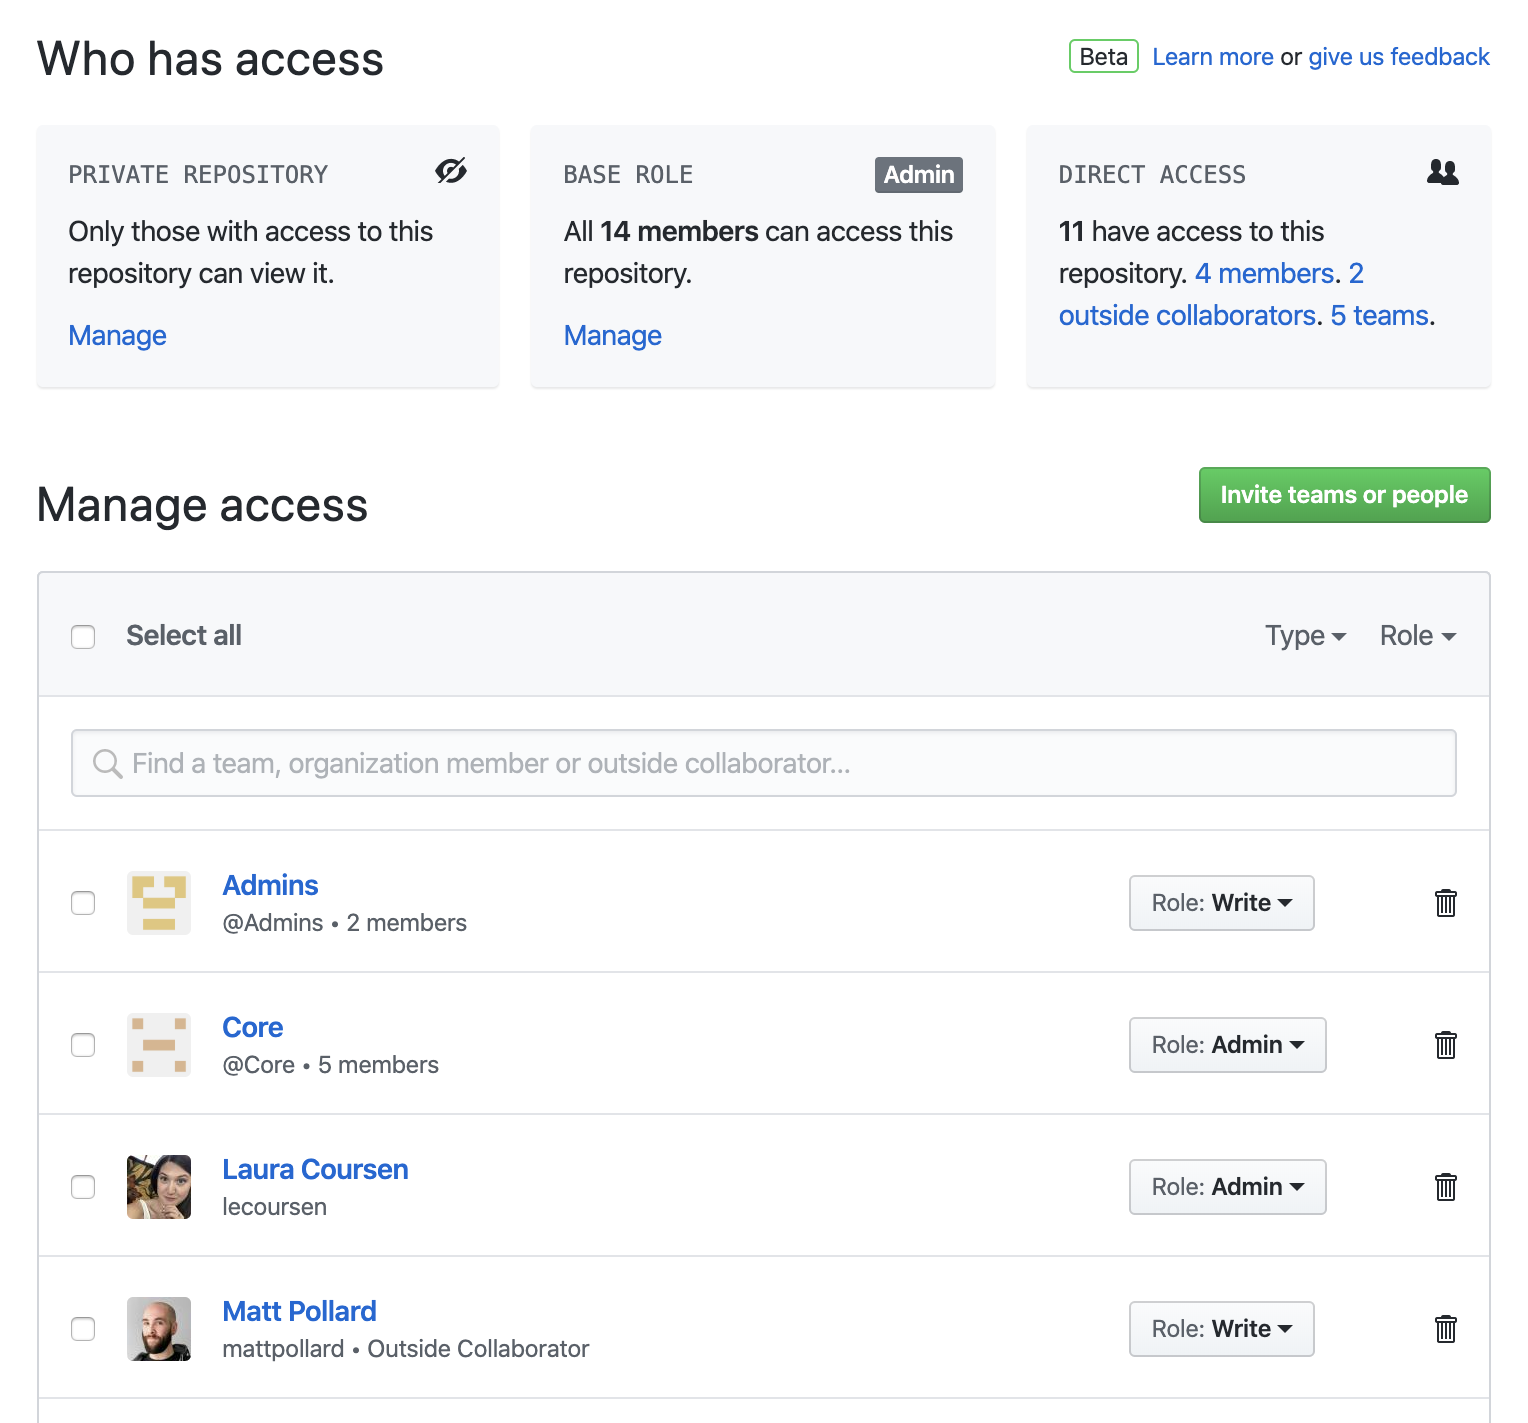 Who has access
Beta Learn more or give us feedback
PRIVATE REPOSITORY
Only those with access to this
repository can view it.
Manage
BASE ROLE Admin
All 14 members can access this
repository.
Manage
DIRECT ACCESS
11 have access to this
repository. 4 members. 2
outside collaborators. 5 teams.
Manage access
Invite teams or people
Select all
Type Role
Find a team, organization member or outside collaborator...
Admins
@Admins • 2 members
Role: Write
Core
@Core • 5 members
Role: Admin
Laura Coursen
lecoursen
Role: Admin
Matt Pollard
mattpollard • Outside Collaborator
Role: Write